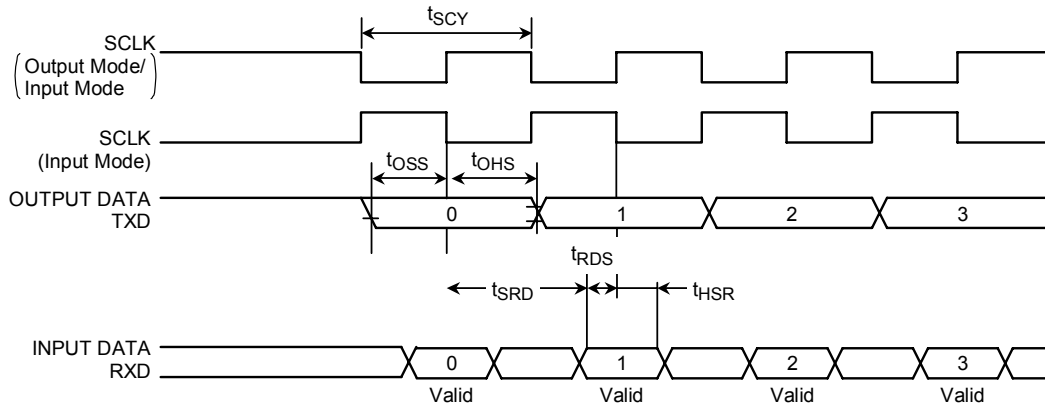 tSCY
SCLK
(Output Mode/
Input Mode)
SCLK
(Input Mode)
tOSS tOHS
OUTPUT DATA
TXD
0 1 2 3
tRDS
tSRD tHSR
INPUT DATA
RXD
0 1 2 3
Valid Valid Valid Valid